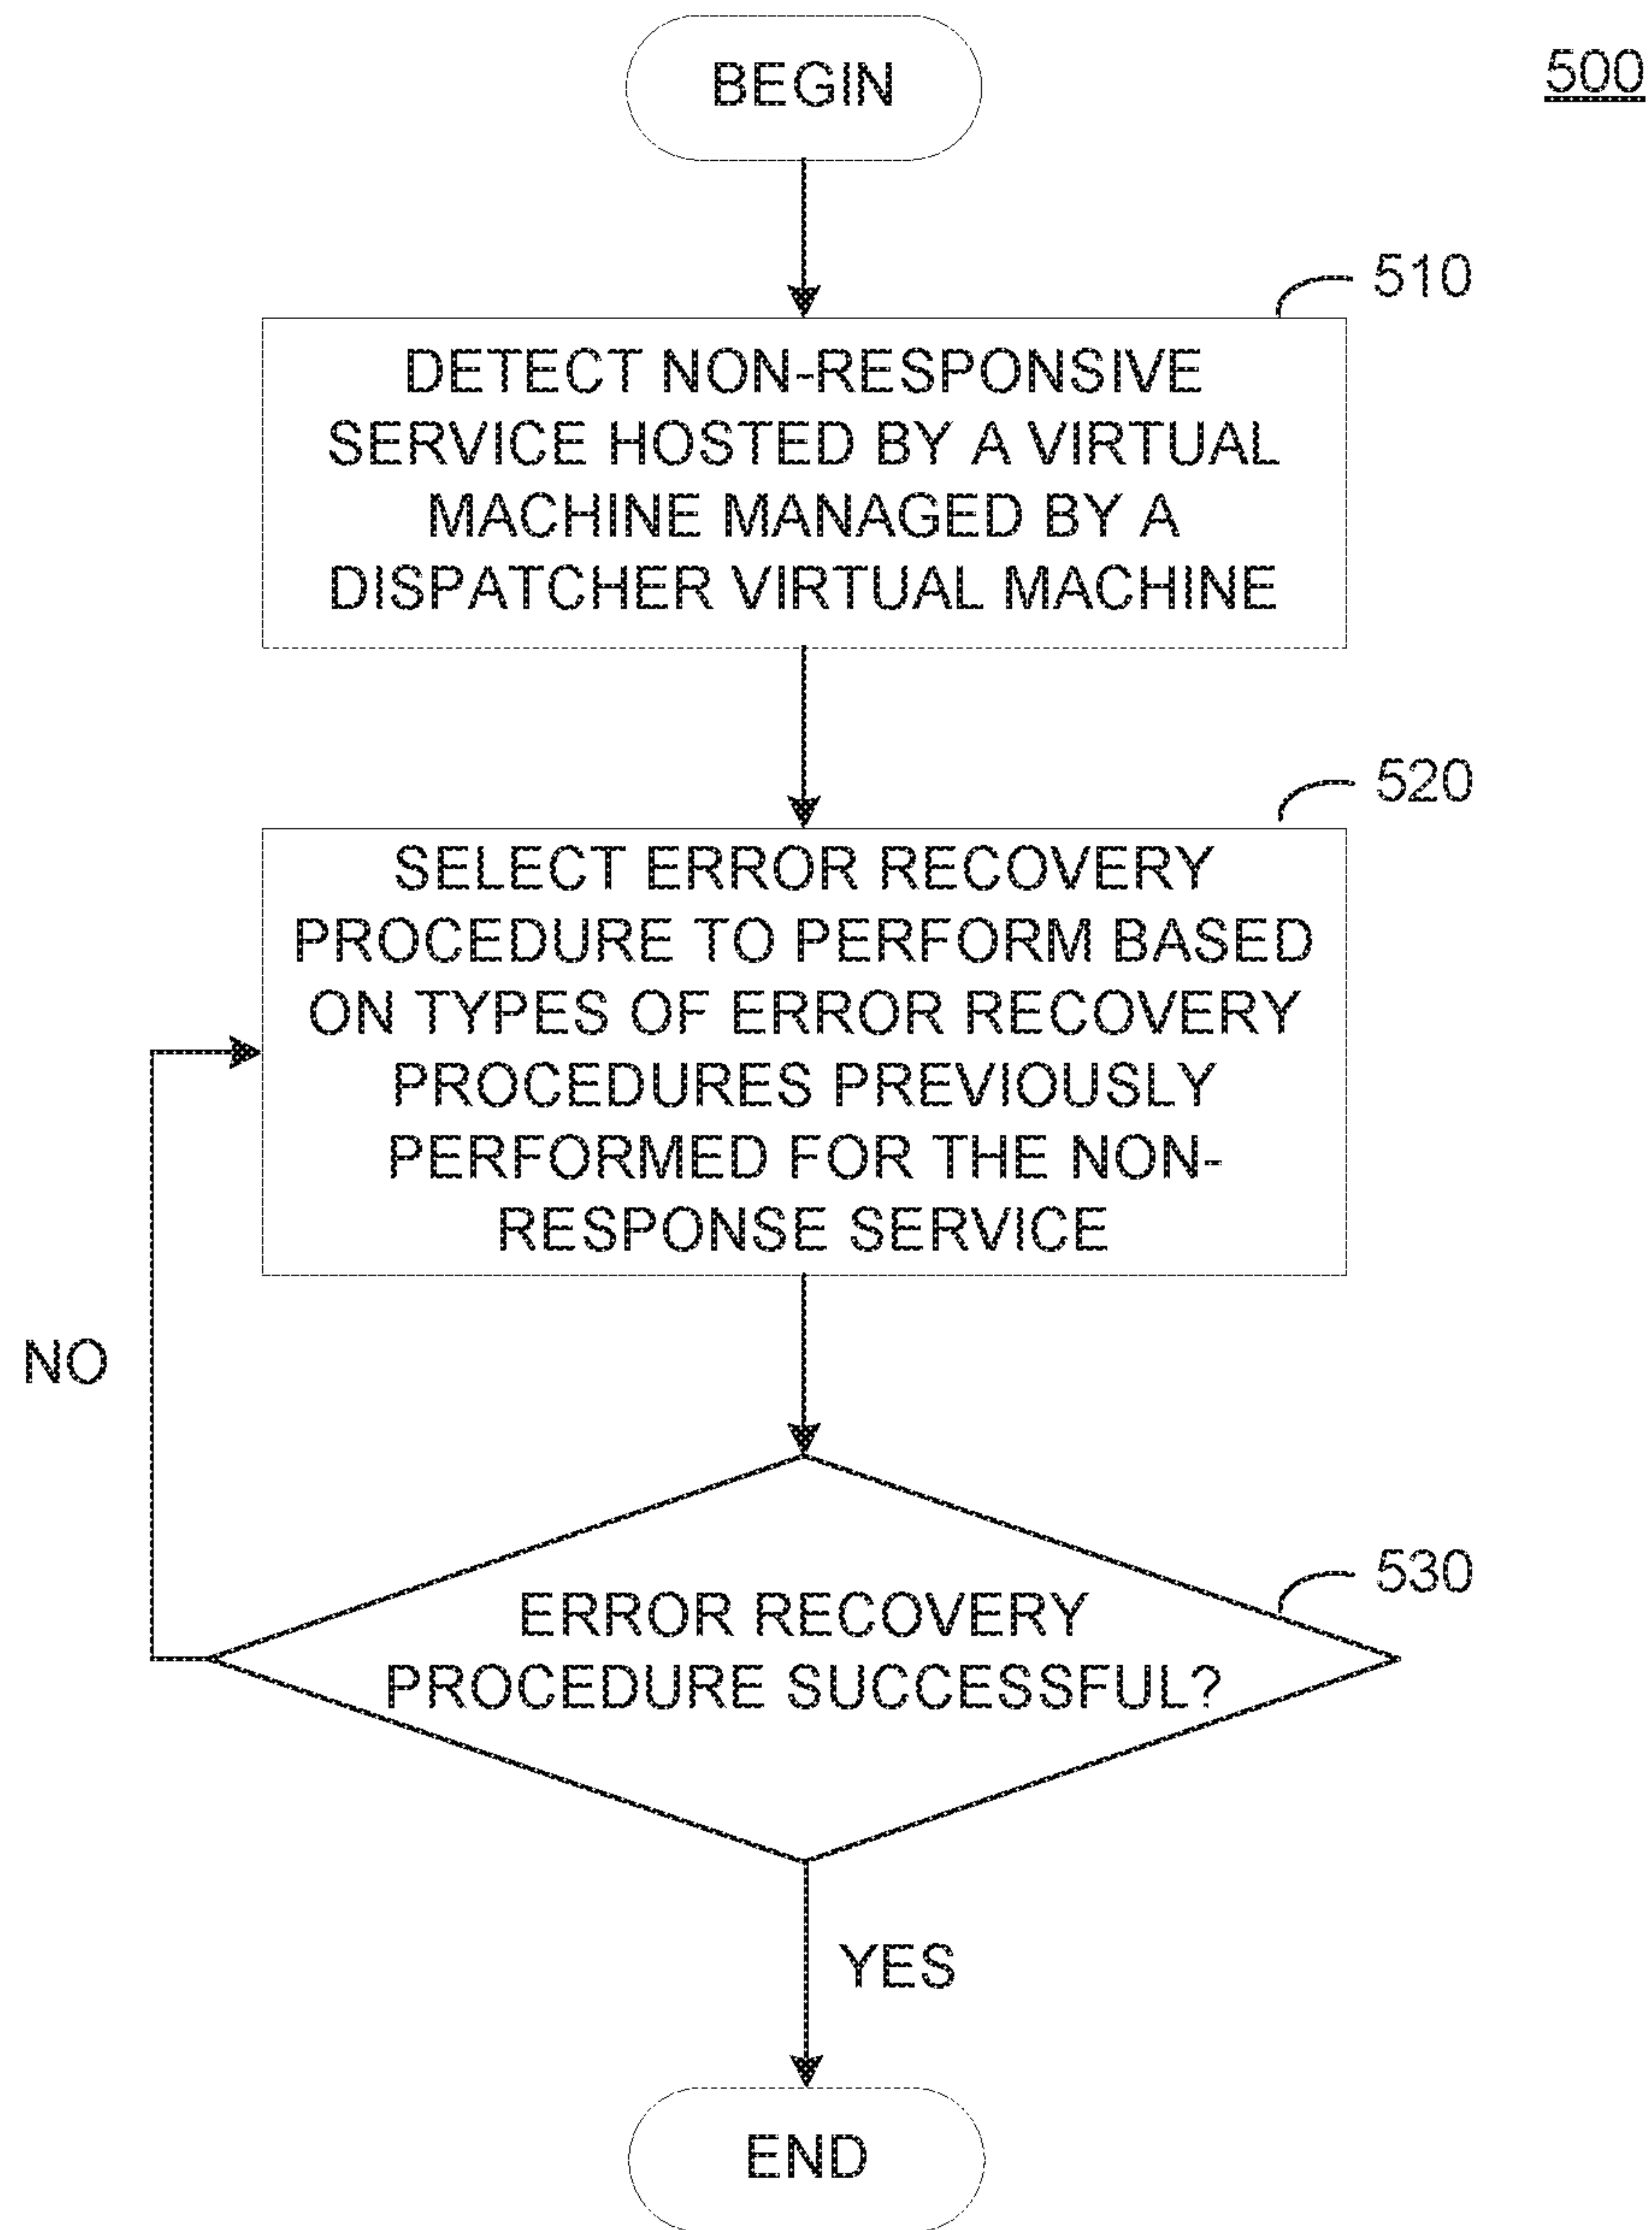 BEGIN
500
510
DETECT NON-RESPONSIVE
SERVICE HOSTED BY A VIRTUAL
MACHINE MANAGED BY A
DISPATCHER VIRTUAL MACHINE
520
SELECT ERROR RECOVERY
PROCEDURE TO PERFORM BASED
ON TYPES OF ERROR RECOVERY
PROCEDURES PREVIOUSLY
PERFORMED FOR THE NON-
RESPONSE SERVICE
NO
530
ERROR RECOVERY
PROCEDURE SUCCESSFUL?
YES
END